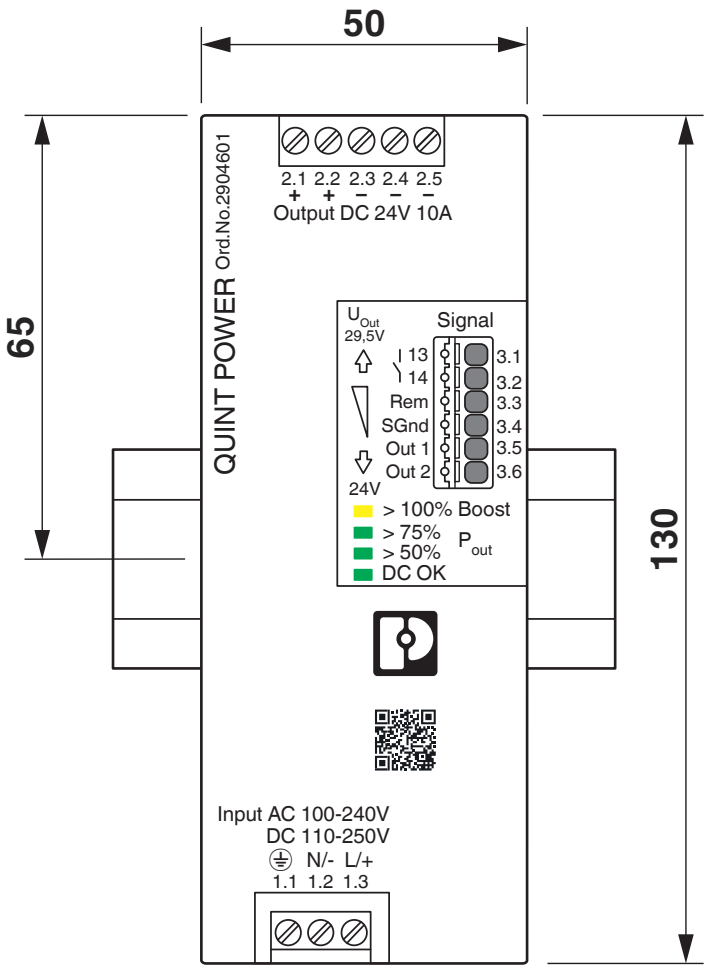 50
65
130
QUINT POWER Ord.No.2904601
2.1 2.2 2.3 2.4 2.5
+ + – – –
Output DC 24V 10A
UOut
29,5V
Signal
13 3.1
14 3.2
Rem 3.3
SGnd 3.4
Out 1 3.5
Out 2 3.6
24V
> 100% Boost
> 75%
> 50%
Pout
DC OK
Input AC 100-240V
DC 110-250V
N/- L/+
1.1 1.2 1.3